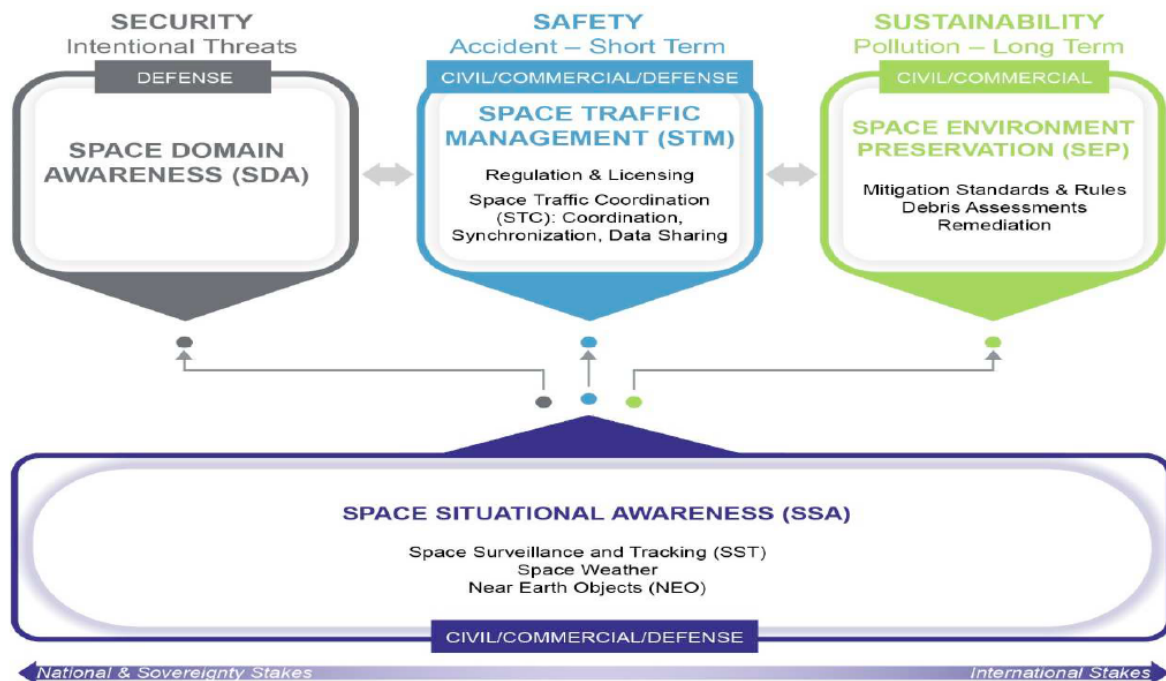 SECURITY
Intentional Threats
DEFENSE
SPACE DOMAIN
AWARENESS (SDA)
SAFETY
Accident – Short Term
CIVIL/COMMERCIAL/DEFENSE
SPACE TRAFFIC
MANAGEMENT (STM)
Regulation & Licensing
Space Traffic Coordination
(STC): Coordination,
Synchronization, Data Sharing
SUSTAINABILITY
Pollution – Long Term
CIVIL/COMMERCIAL
SPACE ENVIRONMENT
PRESERVATION (SEP)
Mitigation Standards & Rules
Debris Assessments
Remediation
SPACE SITUATIONAL AWARENESS (SSA)
Space Surveillance and Tracking (SST)
Space Weather
Near Earth Objects (NEO)
CIVIL/COMMERCIAL/DEFENSE
National & Sovereignty Stakes
International Stakes